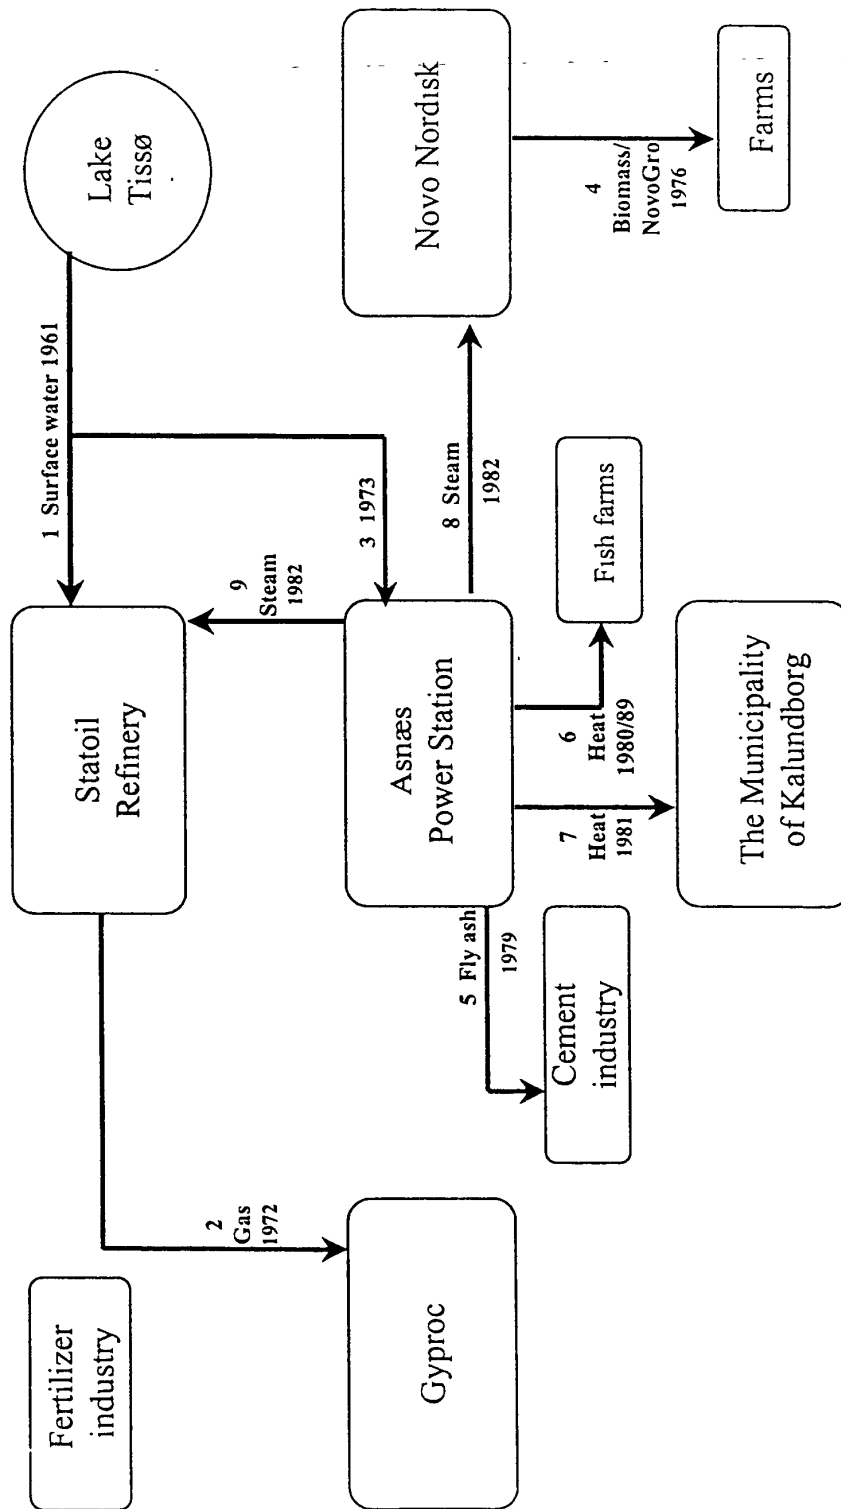 Fertilizer
industry
Statoil
Refinery
1 Surface water 1961
Lake
Tissø
2
Gas
1972
9
Steam
1982
3 1973
Gyproc
Asnæs
Power Station
8 Steam
1982
Novo Nordisk
5 Fly ash
1979
7
Heat
1981
6
Heat
1980/89
4
Biomass/
NovoGro
1976
Cement
industry
Fish farms
The Municipality
of Kalundborg
Farms